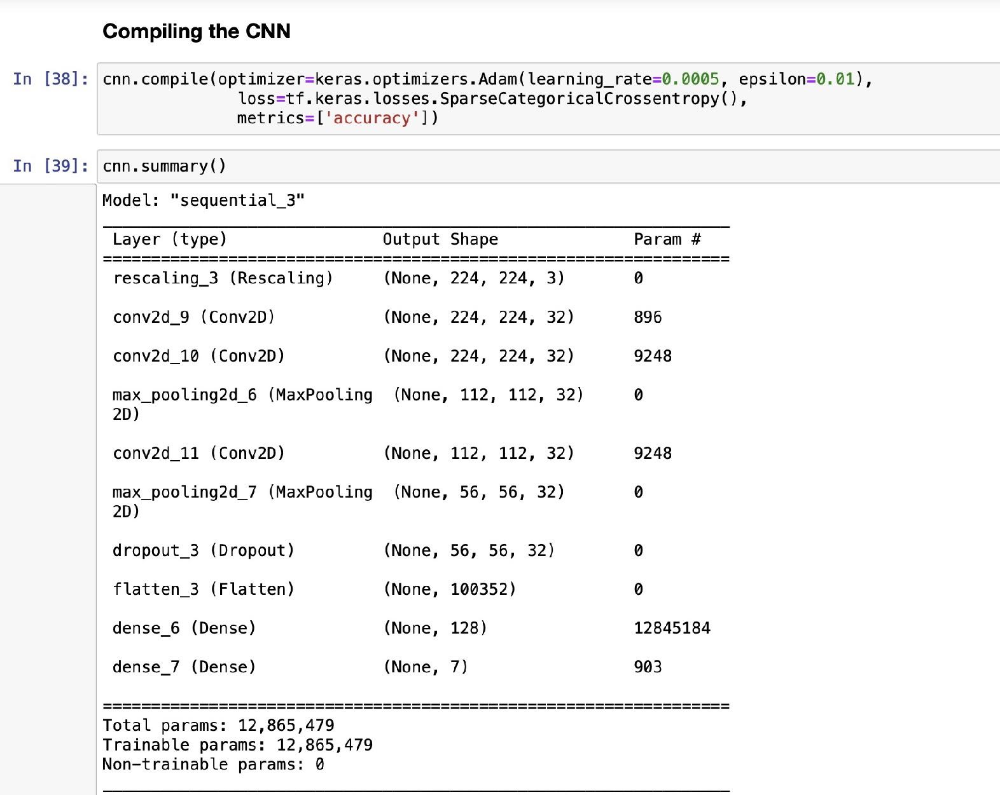 Compiling the CNN
In [38]: cnn.compile(optimizer=keras.optimizers.Adam(learning_rate=0.0005, epsilon=0.01),
loss=tf.keras.losses.SparseCategoricalCrossentropy(),
metrics=['accuracy'])
In [39]: cnn.summary()
Model: "sequential_3"
Layer (type) Output Shape Param #
=================================================================
rescaling_3 (Rescaling) (None, 224, 224, 3) 0
conv2d_9 (Conv2D) (None, 224, 224, 32) 896
conv2d_10 (Conv2D) (None, 224, 224, 32) 9248
max_pooling2d_6 (MaxPooling (None, 112, 112, 32) 0
2D)
conv2d_11 (Conv2D) (None, 112, 112, 32) 9248
max_pooling2d_7 (MaxPooling (None, 56, 56, 32) 0
2D)
dropout_3 (Dropout) (None, 56, 56, 32) 0
flatten_3 (Flatten) (None, 100352) 0
dense_6 (Dense) (None, 128) 12845184
dense_7 (Dense) (None, 7) 903
=================================================================
Total params: 12,865,479
Trainable params: 12,865,479
Non-trainable params: 0